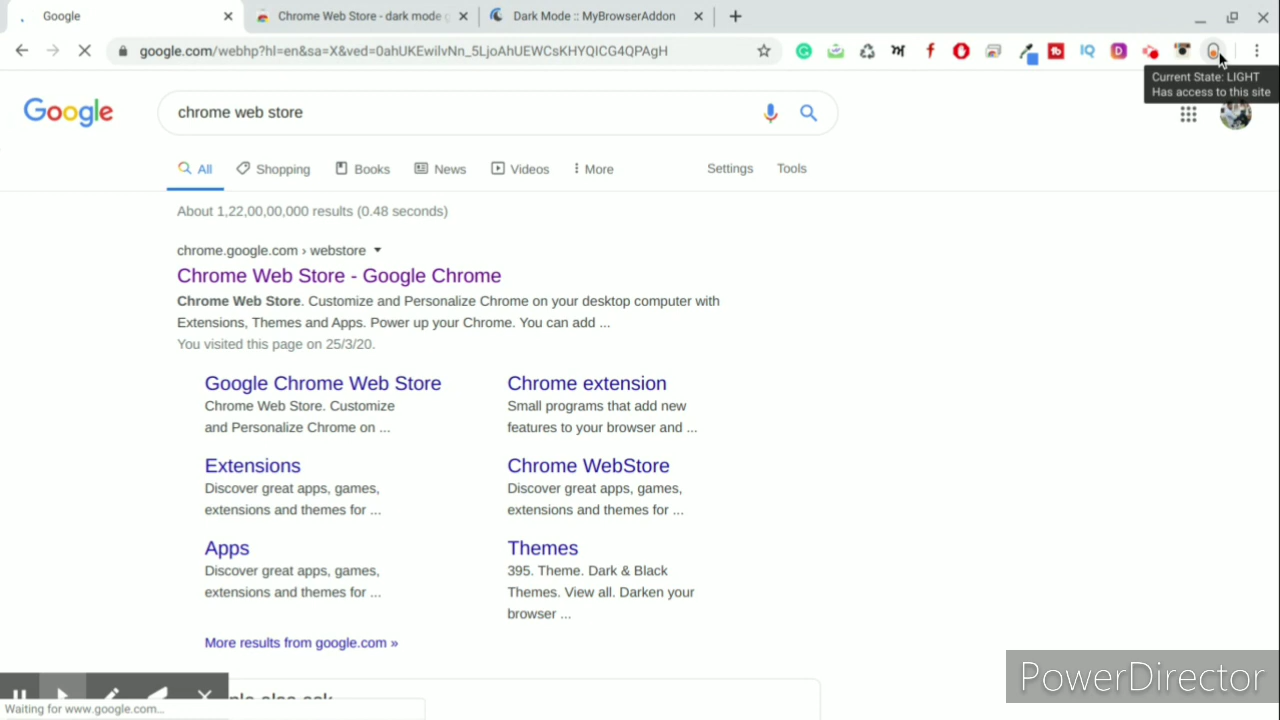 Google
Chrome Web Store - dark mode
Dark Mode :: MyBrowserAddon
google.com/webhp?hl=en&sa=X&ved=0ahUKEwilvNn_5LjoAhUEWCsKHYQICG4QPAgH
Current State: LIGHT
Has access to this site
Google
chrome web store
All
Shopping
Books
News
Videos
More
Settings
Tools
About 1,22,00,00,000 results (0.48 seconds)
chrome.google.com › webstore
Chrome Web Store - Google Chrome
Chrome Web Store. Customize and Personalize Chrome on your desktop computer with
Extensions, Themes and Apps. Power up your Chrome. You can add ...
You visited this page on 25/3/20.
Google Chrome Web Store
Chrome Web Store. Customize
and Personalize Chrome on ...
Chrome extension
Small programs that add new
features to your browser and ...
Extensions
Discover great apps, games,
extensions and themes for ...
Chrome WebStore
Discover great apps, games,
extensions and themes for ...
Apps
Discover great apps, games,
extensions and themes for ...
Themes
395. Theme. Dark & Black
Themes. View all. Darken your
browser ...
More results from google.com »
also ask
Waiting for www.google.com...
PowerDirector